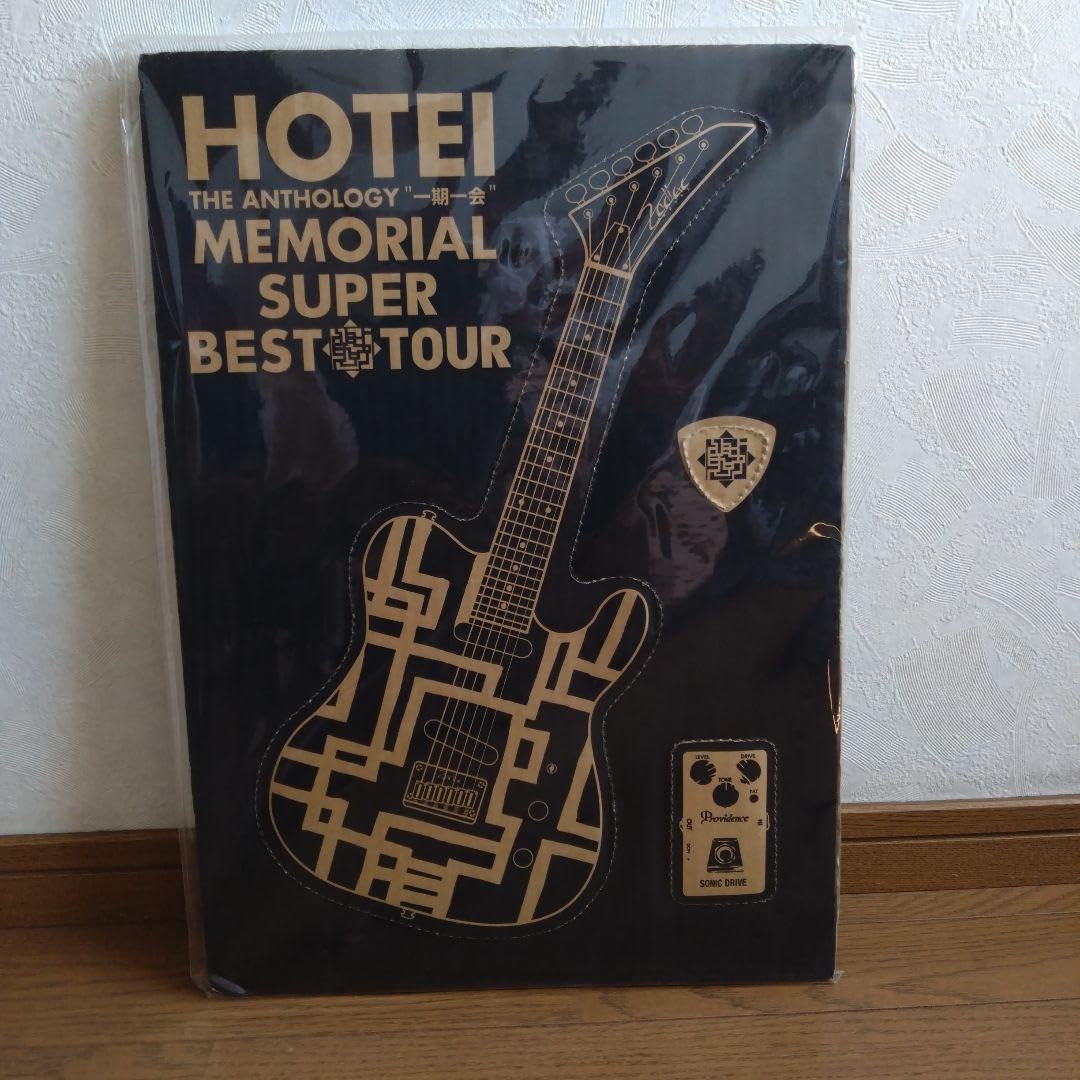 HOTEI
THE ANTHOLOGY "一期一会"
MEMORIAL
SUPER
BEST TOUR
Zodiac
LEVEL
DRIVE
TONE
FAT
Providence
OUT
IN
SONIC DRIVE